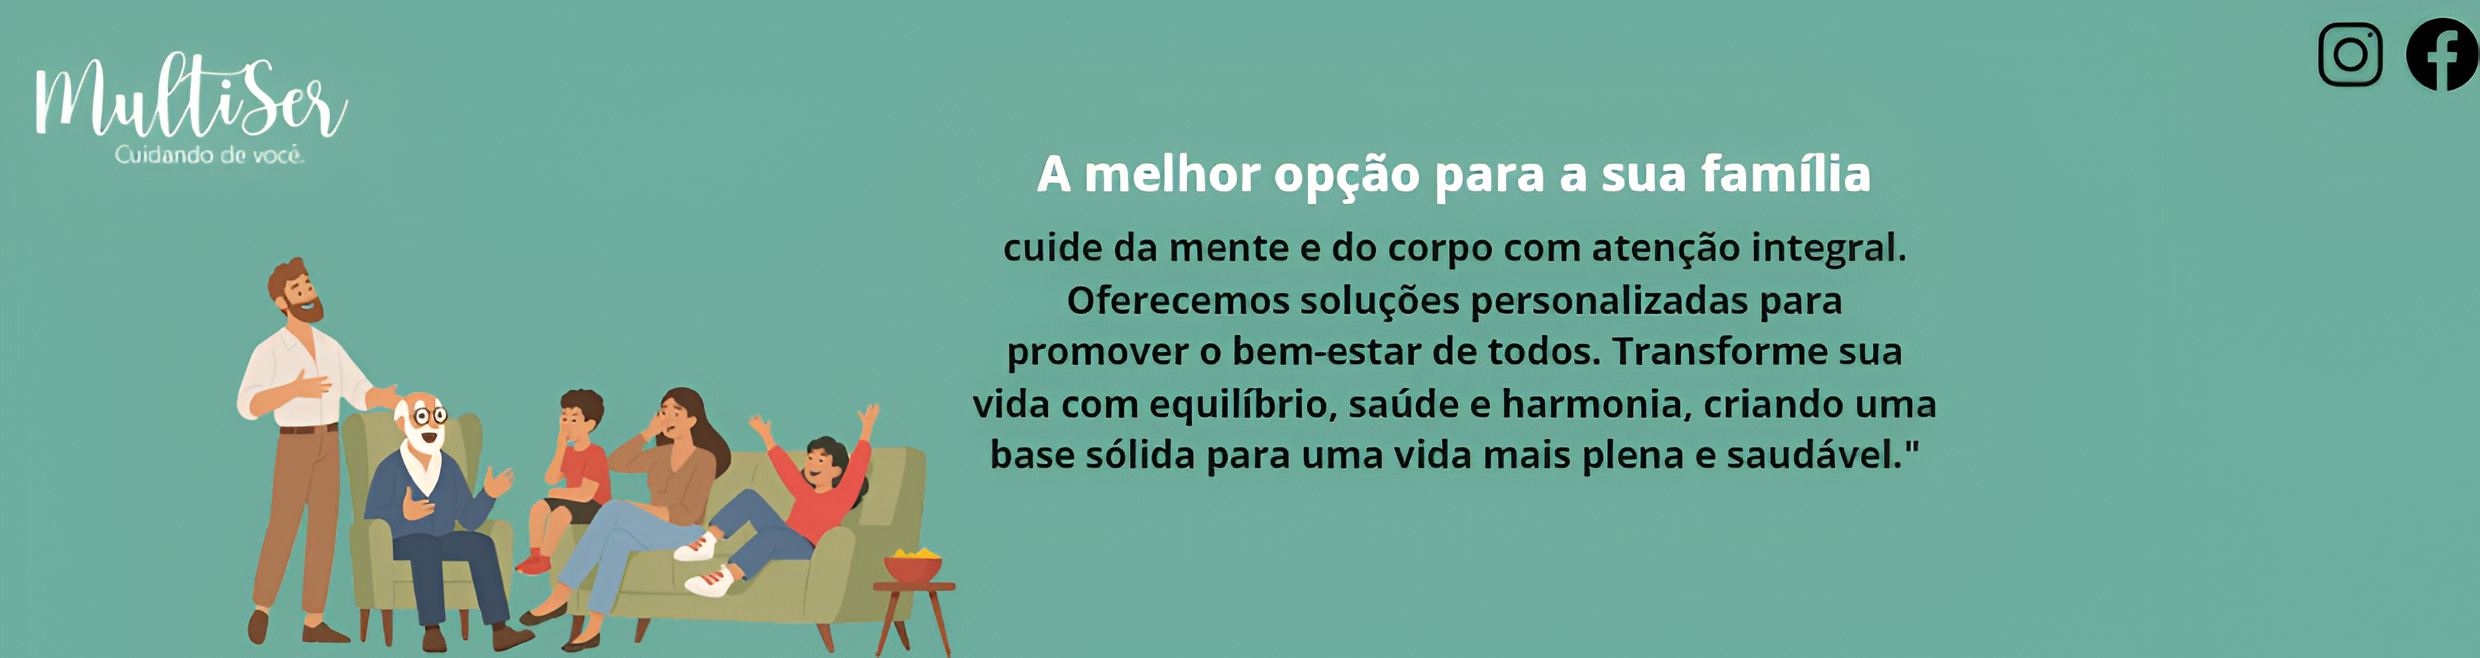 MultiSer
Cuidando de você.
A melhor opção para a sua família
cuide da mente e do corpo com atenção integral.
Oferecemos soluções personalizadas para
promover o bem-estar de todos. Transforme sua
vida com equilíbrio, saúde e harmonia, criando uma
base sólida para uma vida mais plena e saudável."